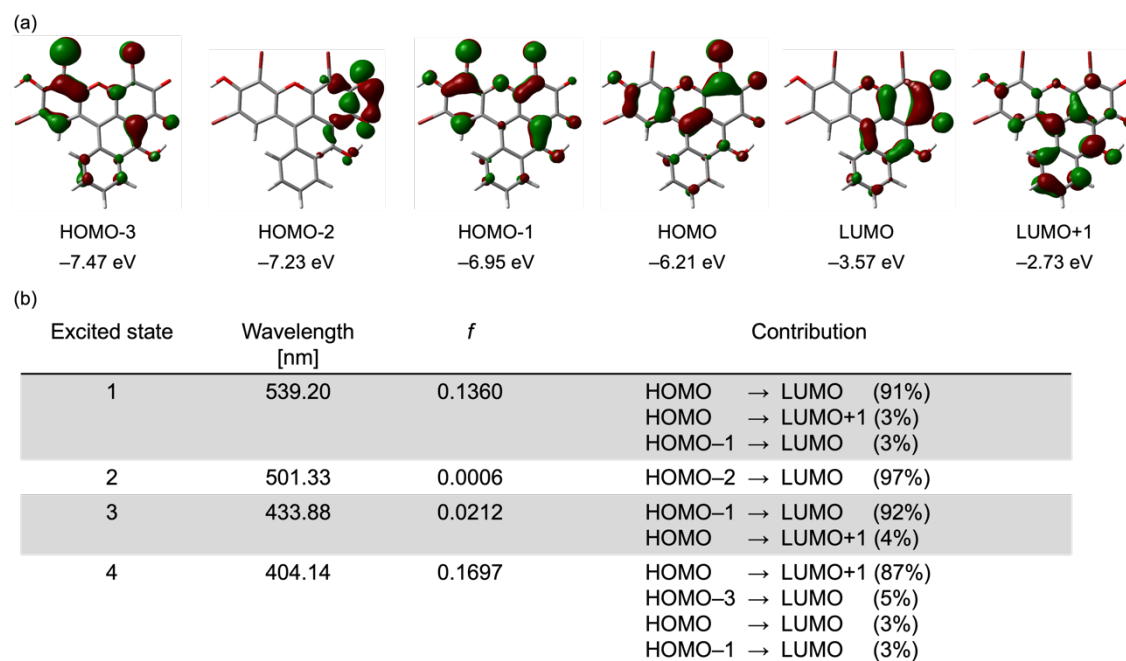 (a)
HOMO-3 HOMO-2 HOMO-1 HOMO LUMO LUMO+1
–7.47 eV –7.23 eV –6.95 eV –6.21 eV –3.57 eV –2.73 eV
(b)
Excited state Wavelength [nm] f Contribution
1 539.20 0.1360 HOMO → LUMO (91%)
HOMO → LUMO+1 (3%)
HOMO–1 → LUMO (3%)
2 501.33 0.0006 HOMO–2 → LUMO (97%)
3 433.88 0.0212 HOMO–1 → LUMO (92%)
HOMO → LUMO+1 (4%)
4 404.14 0.1697 HOMO → LUMO+1 (87%)
HOMO–3 → LUMO (5%)
HOMO → LUMO (3%)
HOMO–1 → LUMO (3%)